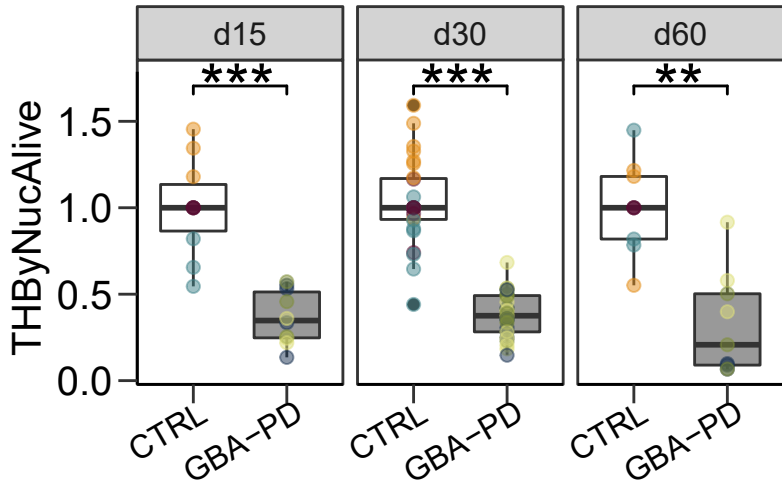 d15 d30 d60
*** *** **
THByNucAlive
1.5
1.0
0.5
0.0
CTRL GBA−PD CTRL GBA−PD CTRL GBA−PD